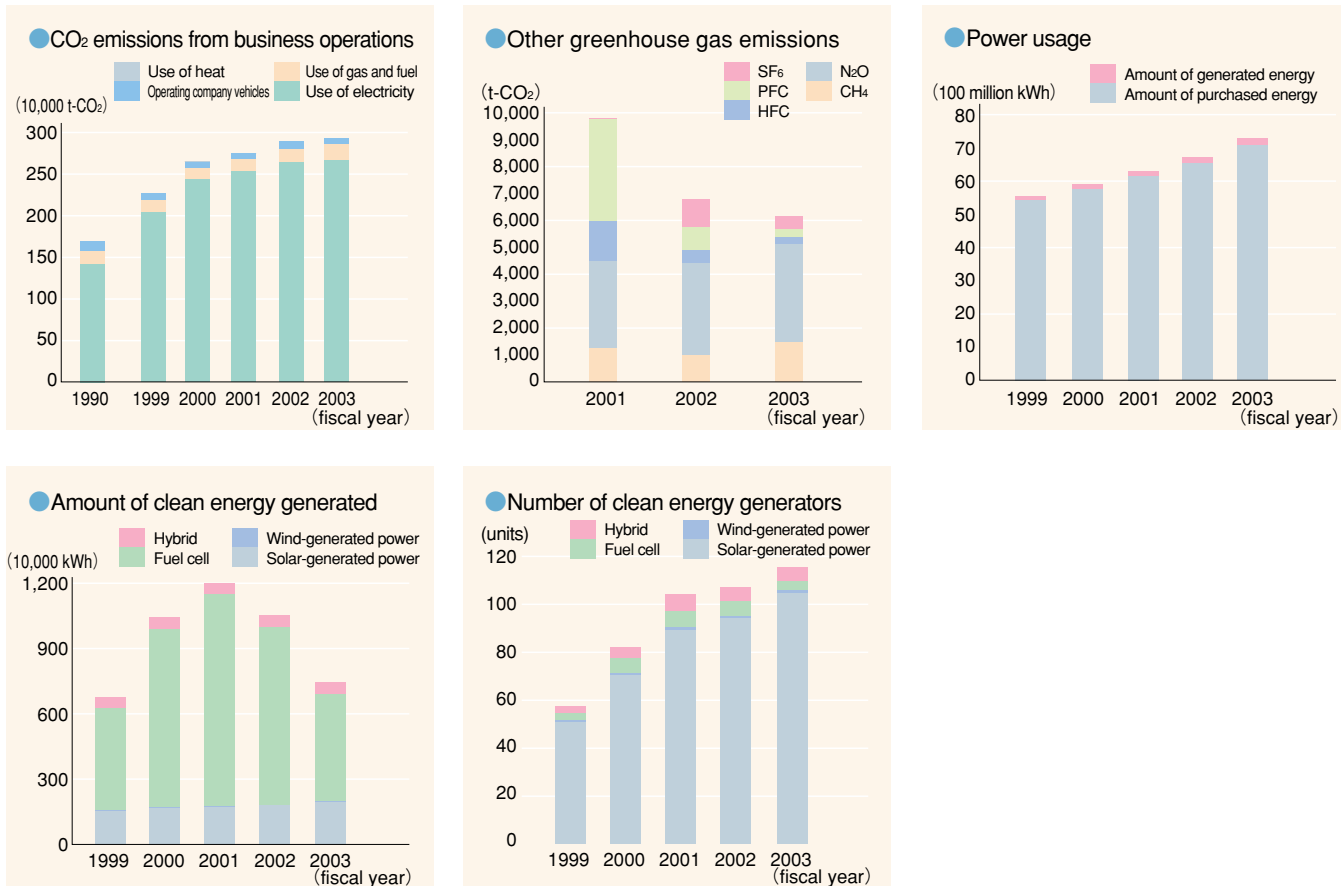 CO₂ emissions from business operations
Use of heat
Use of gas and fuel
Operating company vehicles
Use of electricity
(10,000 t-CO₂)
300
250
200
150
100
50
0
1990 1999 2000 2001 2002 2003
(fiscal year)
Other greenhouse gas emissions
SF₆
N₂O
PFC
CH₄
HFC
(t-CO₂)
10,000
9,000
8,000
7,000
6,000
5,000
4,000
3,000
2,000
1,000
0
2001 2002 2003
(fiscal year)
Power usage
Amount of generated energy
Amount of purchased energy
(100 million kWh)
80
70
60
50
40
30
20
10
0
1999 2000 2001 2002 2003
(fiscal year)
Amount of clean energy generated
Hybrid
Wind-generated power
Fuel cell
Solar-generated power
(10,000 kWh)
1,200
900
600
300
0
1999 2000 2001 2002 2003
(fiscal year)
Number of clean energy generators
(units)
Hybrid
Wind-generated power
Fuel cell
Solar-generated power
120
100
80
60
40
20
0
1999 2000 2001 2002 2003
(fiscal year)